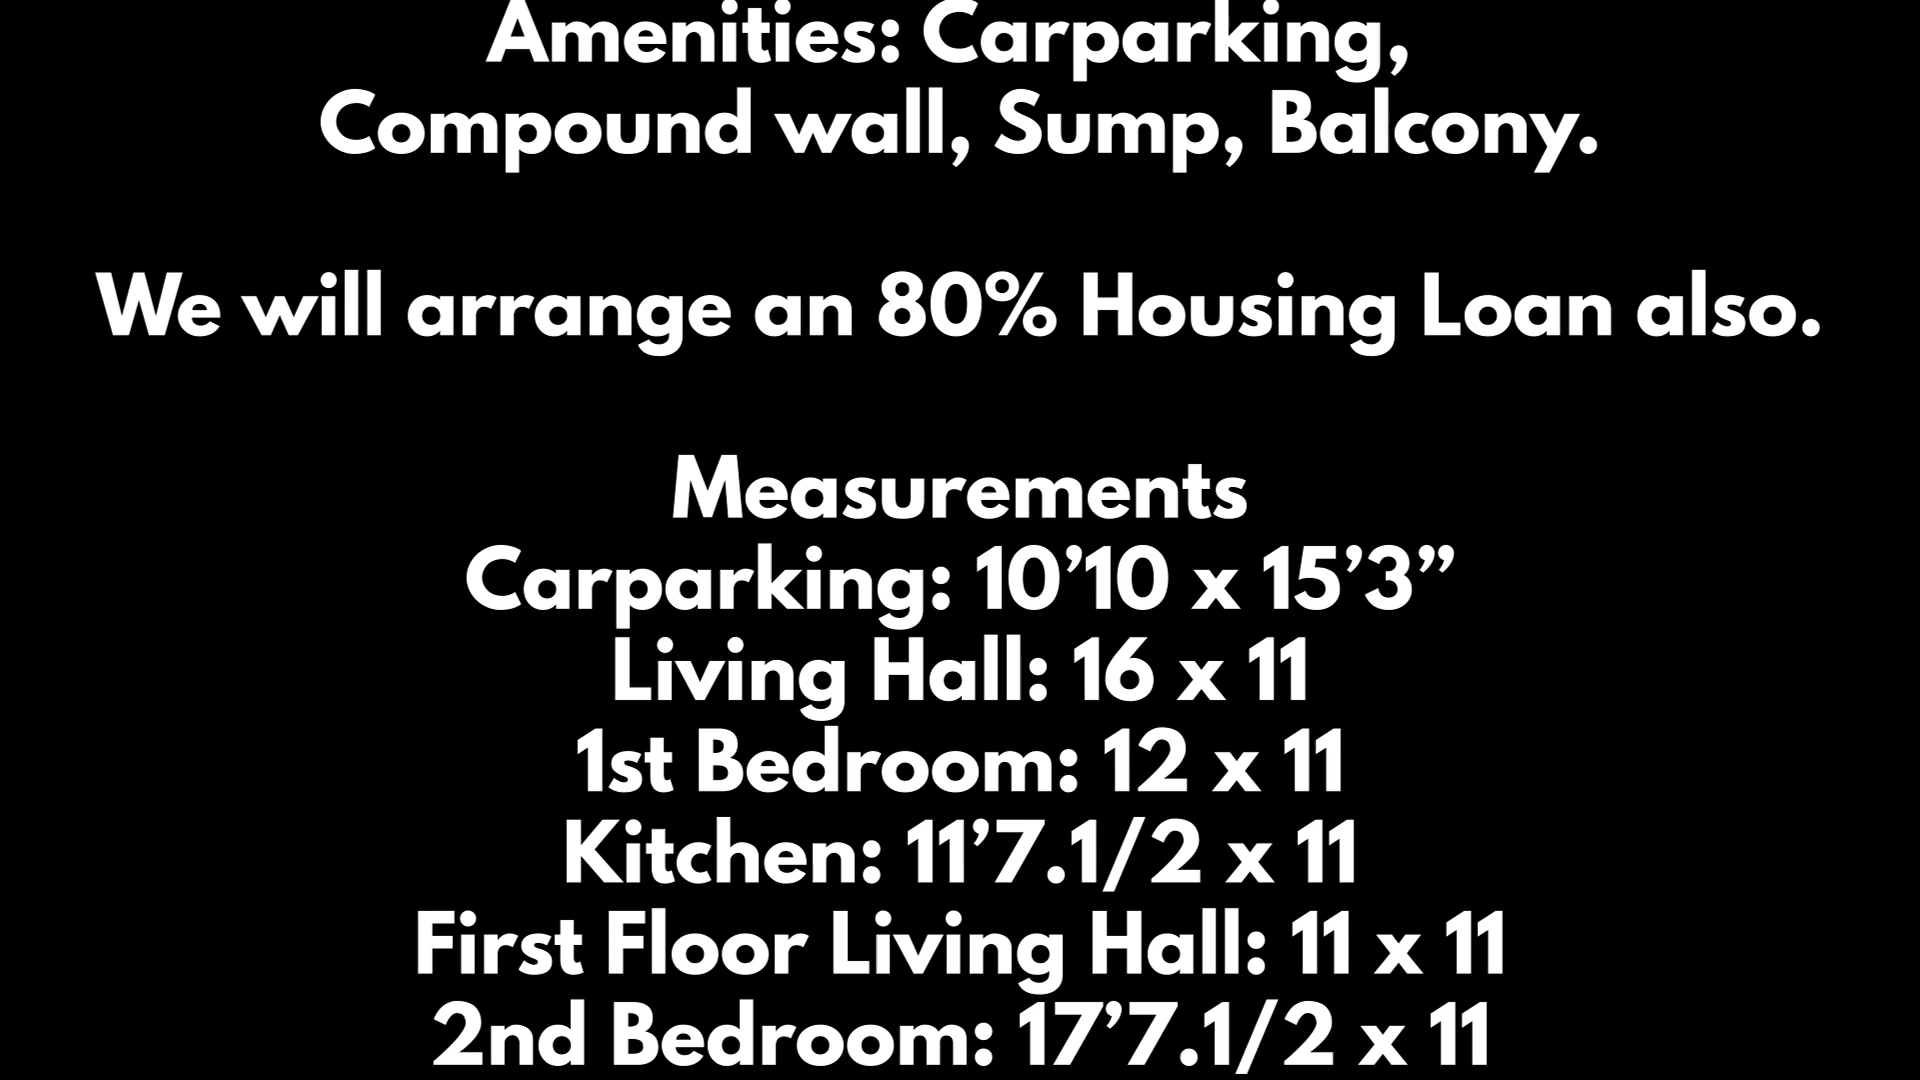 Amenities: Carparking,
Compound wall, Sump, Balcony.
We will arrange an 80% Housing Loan also.
Measurements
Carparking: 10’10 x 15’3”
Living Hall: 16 x 11
1st Bedroom: 12 x 11
Kitchen: 11’7.1/2 x 11
First Floor Living Hall: 11 x 11
2nd Bedroom: 17’7.1/2 x 11